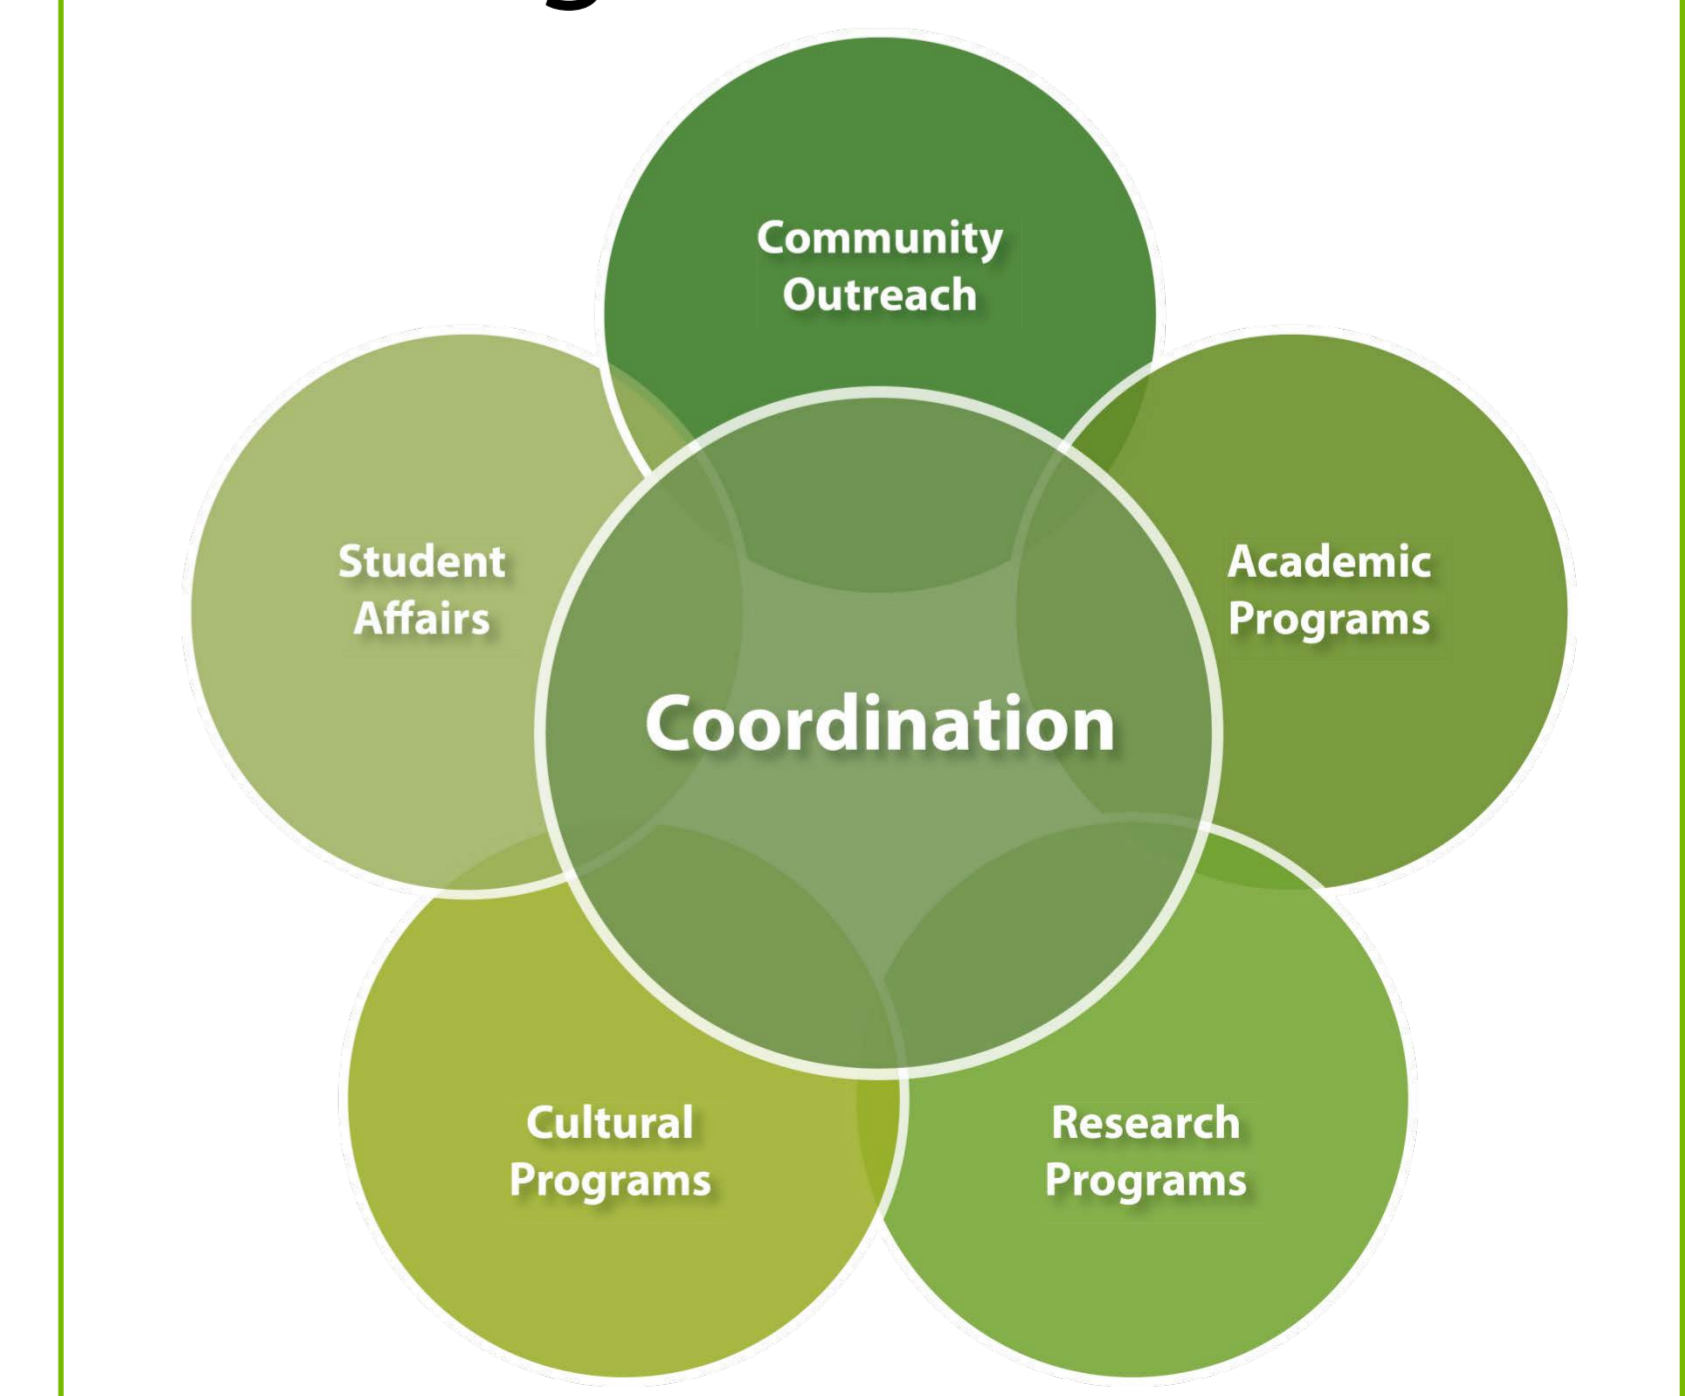 Community
Outreach
Student
Affairs
Academic
Programs
Coordination
Cultural
Programs
Research
Programs